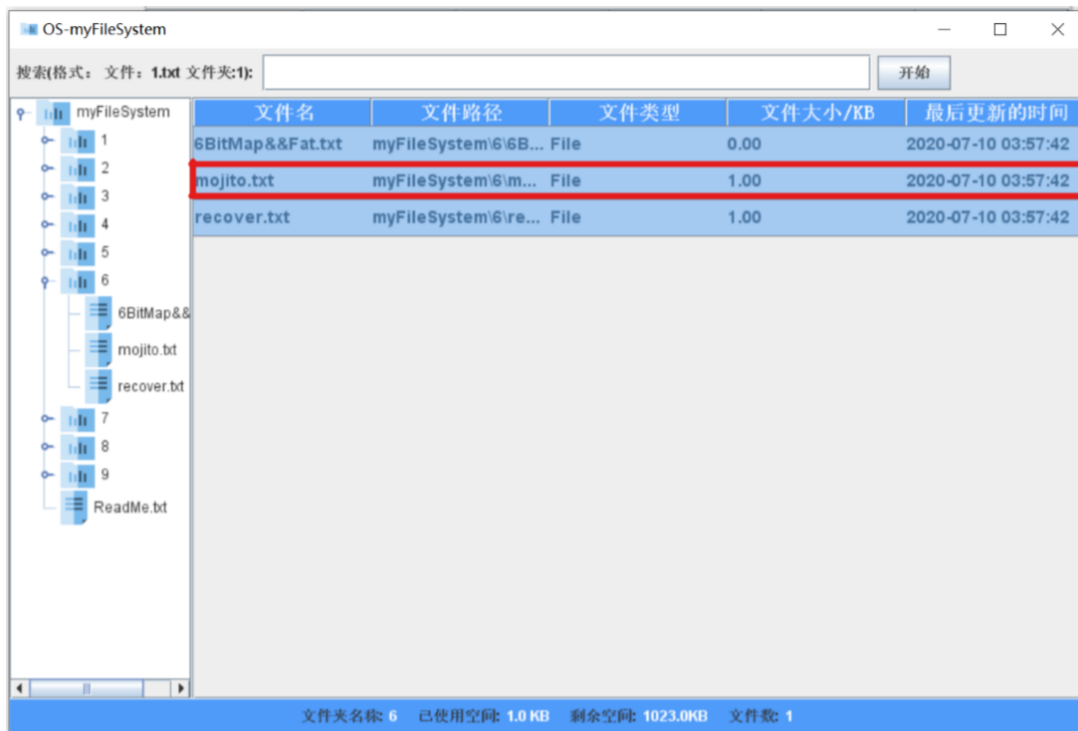 OS-myFileSystem
搜索(格式： 文件：1.txt 文件夹:1): 开始
myFileSystem
1
2
3
4
5
6
6BitMap&&
mojito.txt
recover.txt
7
8
9
ReadMe.txt
文件名 文件路径 文件类型 文件大小/KB 最后更新的时间
6BitMap&&Fat.txt myFileSystem\6\6B... File 0.00 2020-07-10 03:57:42
mojito.txt myFileSystem\6\m... File 1.00 2020-07-10 03:57:42
recover.txt myFileSystem\6\re... File 1.00 2020-07-10 03:57:42
文件夹名称: 6 己使用空间: 1.0 KB 剩余空间: 1023.0KB 文件数: 1